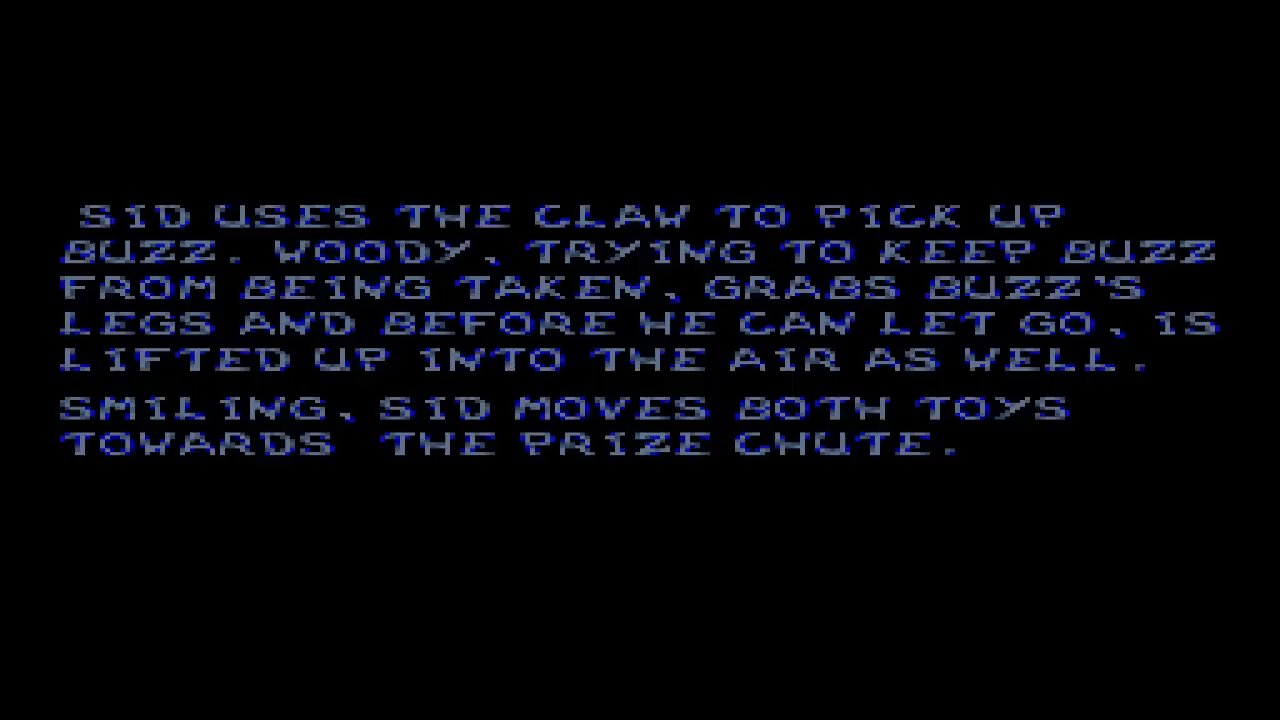 SID USES THE CLAW TO PICK UP
BUZZ. WOODY, TRYING TO KEEP BUZZ
FROM BEING TAKEN, GRABS BUZZ'S
LEGS AND BEFORE HE CAN LET GO, IS
LIFTED UP INTO THE AIR AS WELL.
SMILING, SID MOVES BOTH TOYS
TOWARDS THE PRIZE CHUTE.